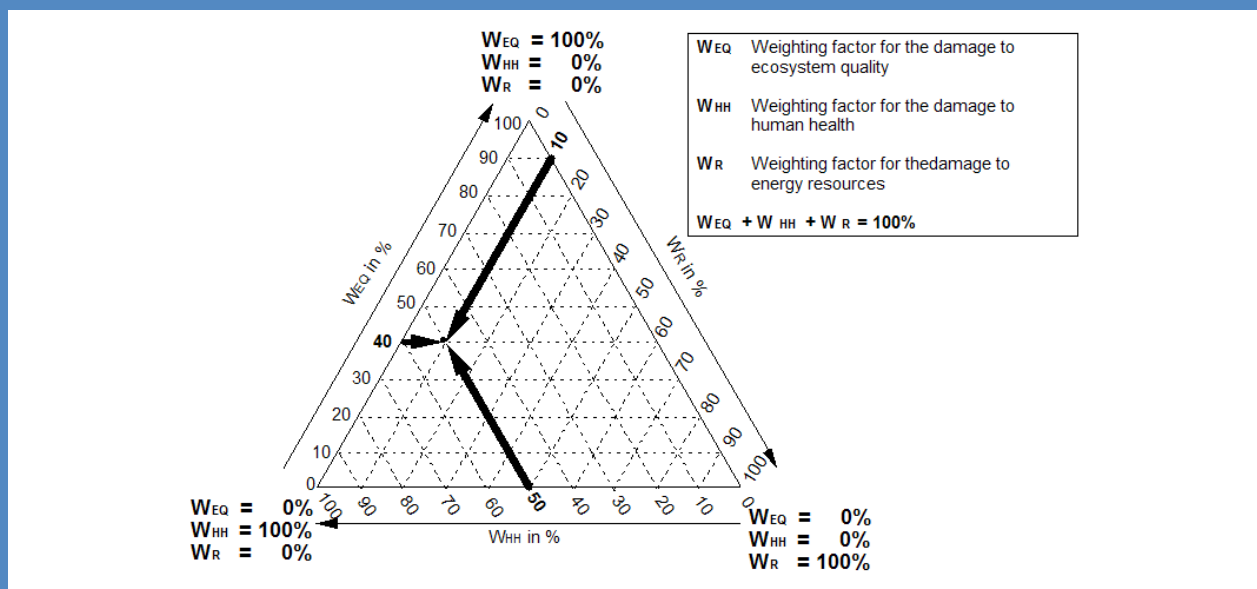 WEQ = 100%
WHH = 0%
WR = 0%
WEQ Weighting factor for the damage to
ecosystem quality
WHH Weighting factor for the damage to
human health
WR Weighting factor for thedamage to
energy resources
WEQ + W HH + W R = 100%
100
90
80
70
60
50
40
30
20
10
0
WEQ in %
0
10
20
30
40
50
60
70
80
90
100
WR in %
100
90
80
70
60
50
40
30
20
10
0
WHH in %
WEQ = 0%
WHH = 100%
WR = 0%
WEQ = 0%
WHH = 0%
WR = 100%